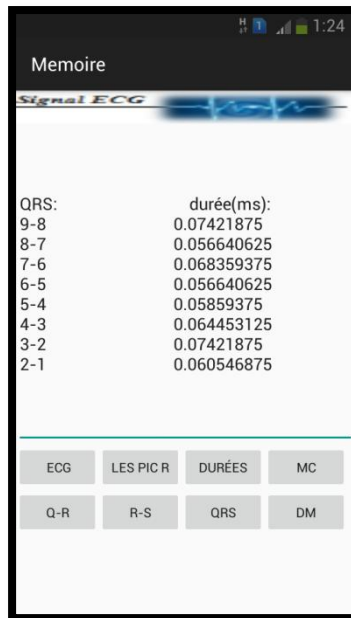 H 1 1:24
Memoire
Signal ECG
QRS: durée(ms):
9-8 0.07421875
8-7 0.056640625
7-6 0.068359375
6-5 0.056640625
5-4 0.05859375
4-3 0.064453125
3-2 0.07421875
2-1 0.060546875
ECG LES PIC R DURÉES MC
Q-R R-S QRS DM